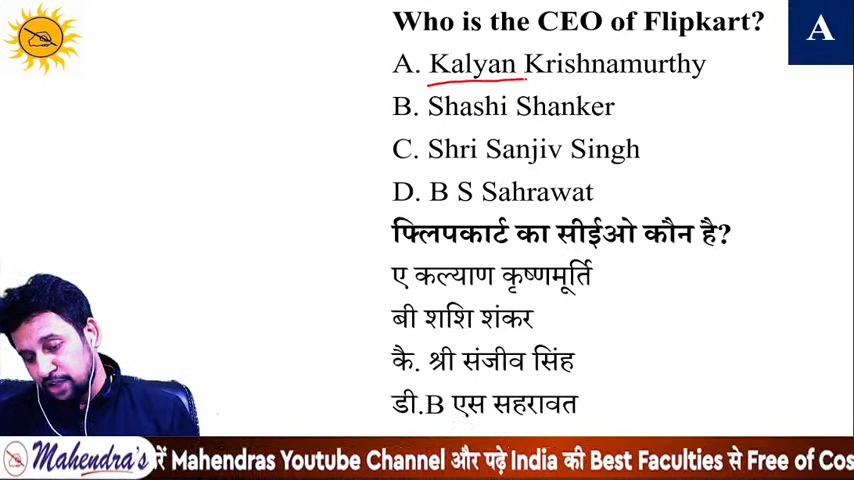 Who is the CEO of Flipkart?
A
A. Kalyan Krishnamurthy
B. Shashi Shanker
C. Shri Sanjiv Singh
D. B S Sahrawat
फ्लिपकार्ट का सीईओ कौन है?
ए कल्याण कृष्णमूर्ति
बी शशि शंकर
कै. श्री संजीव सिंह
डी.B एस सहरावत
Mahendra's
रें Mahendras Youtube Channel और पढ़े India की Best Faculties से Free of Cos